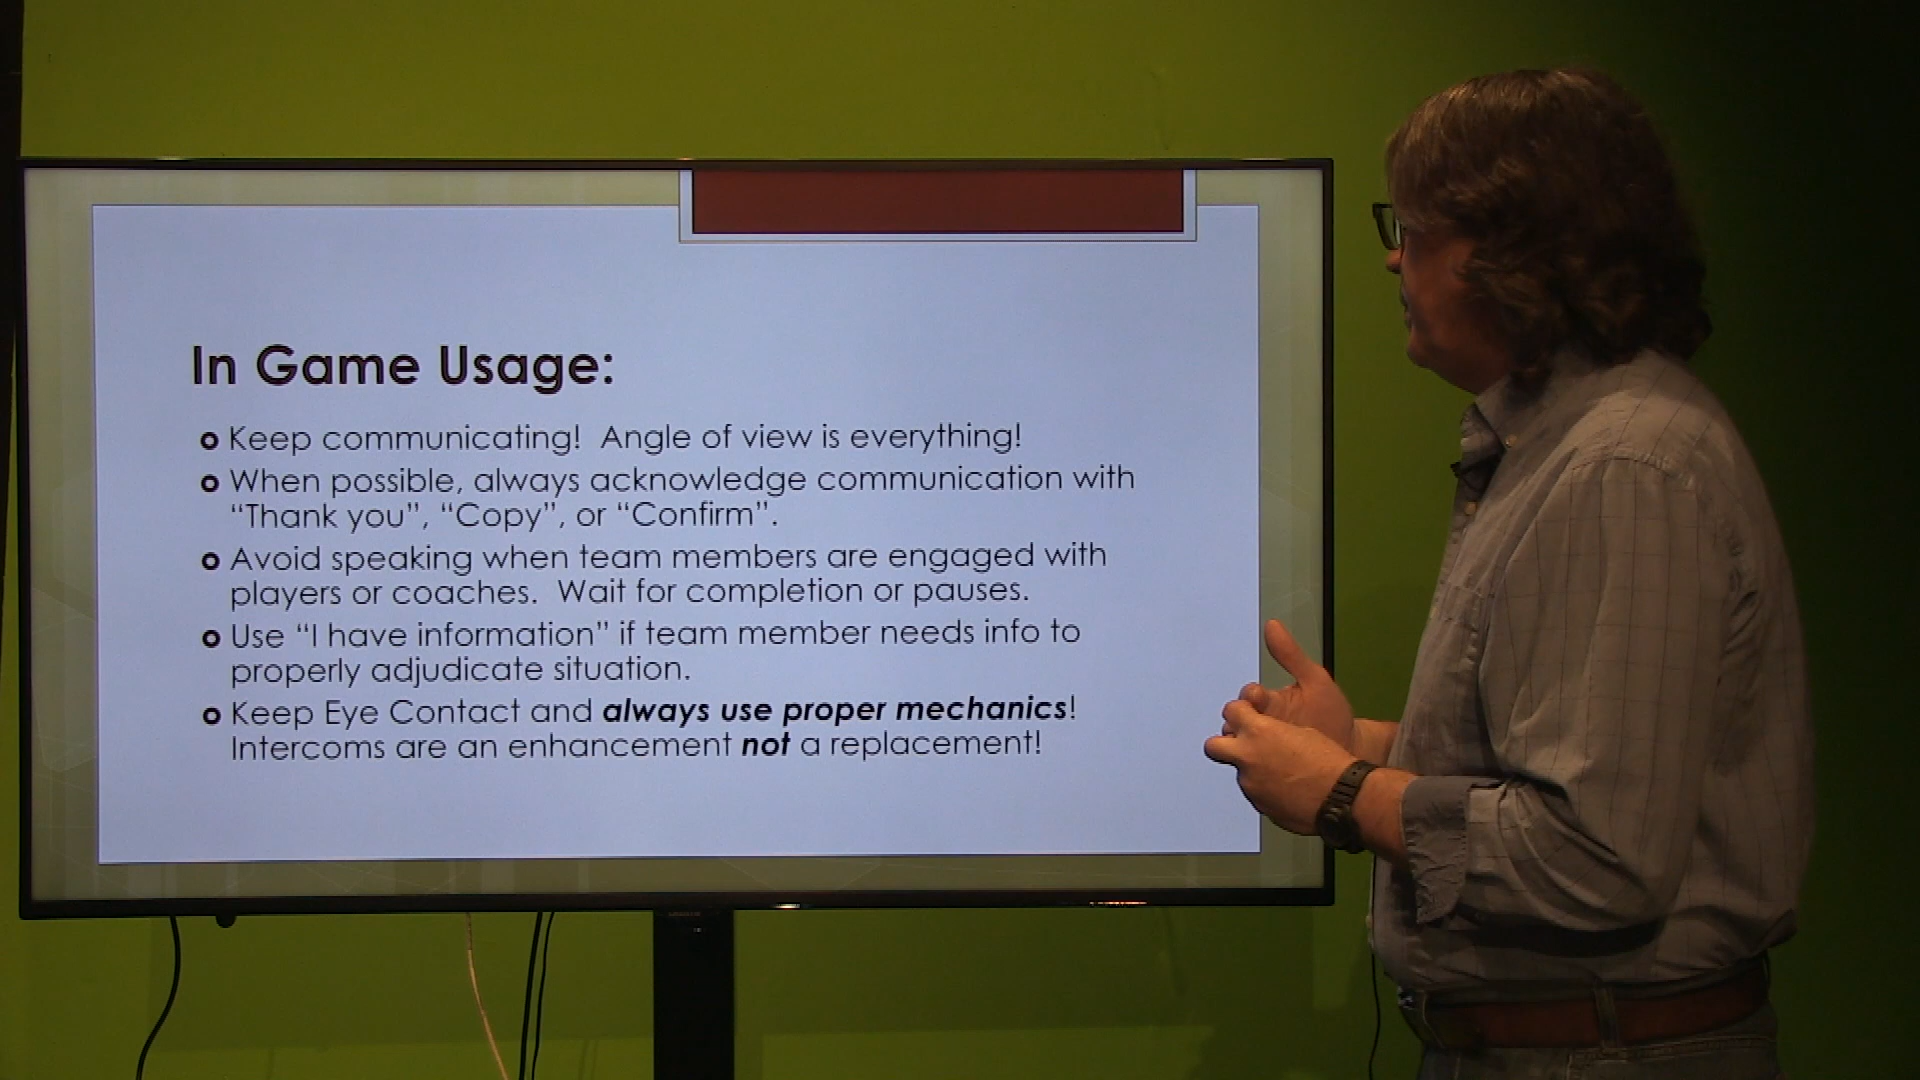 In Game Usage:
Keep communicating!  Angle of view is everything!
When possible, always acknowledge communication with
“Thank you”, “Copy”, or “Confirm”.
Avoid speaking when team members are engaged with
players or coaches.  Wait for completion or pauses.
Use “I have information” if team member needs info to
properly adjudicate situation.
Keep Eye Contact and always use proper mechanics!
Intercoms are an enhancement not a replacement!